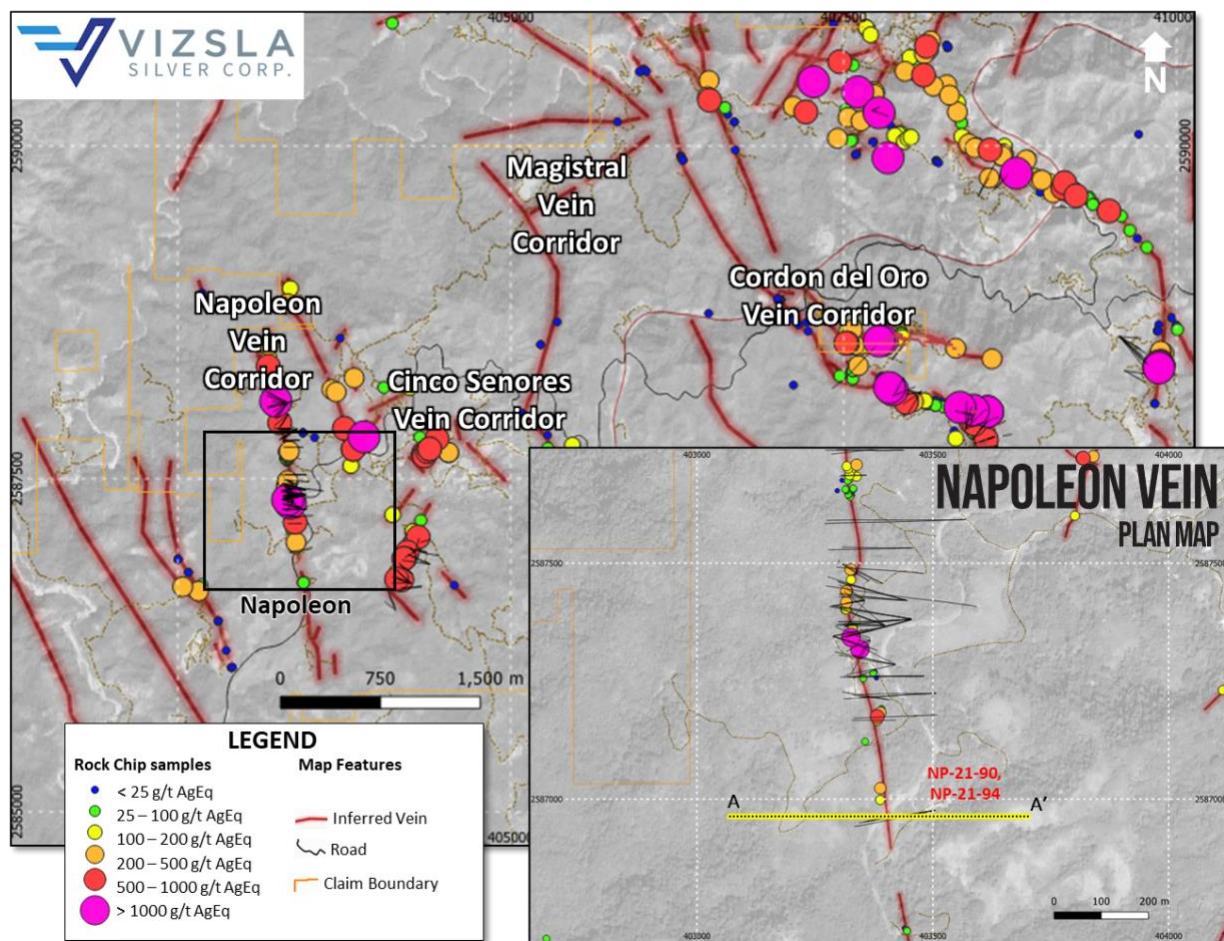 VIZSLA
SILVER CORP.
405000
407500
410000
N
2590000
2590000
Magistral
Vein
Corridor
Cordon del Oro
Vein Corridor
Napoleon
Vein
Corridor
Cinco Senores
Vein Corridor
2587500
Napoleon
0 750 1,500 m
2585000
405000
LEGEND
Rock Chip samples
Map Features
< 25 g/t AgEq
25 – 100 g/t AgEq
100 – 200 g/t AgEq
200 – 500 g/t AgEq
500 – 1000 g/t AgEq
> 1000 g/t AgEq
Inferred Vein
Road
Claim Boundary
403000
403500
404000
NAPOLEON VEIN
PLAN MAP
2587500
2587500
NP-21-90,
NP-21-94
A
A'
2587000
2587000
0 100 200 m
403000
403500
404000